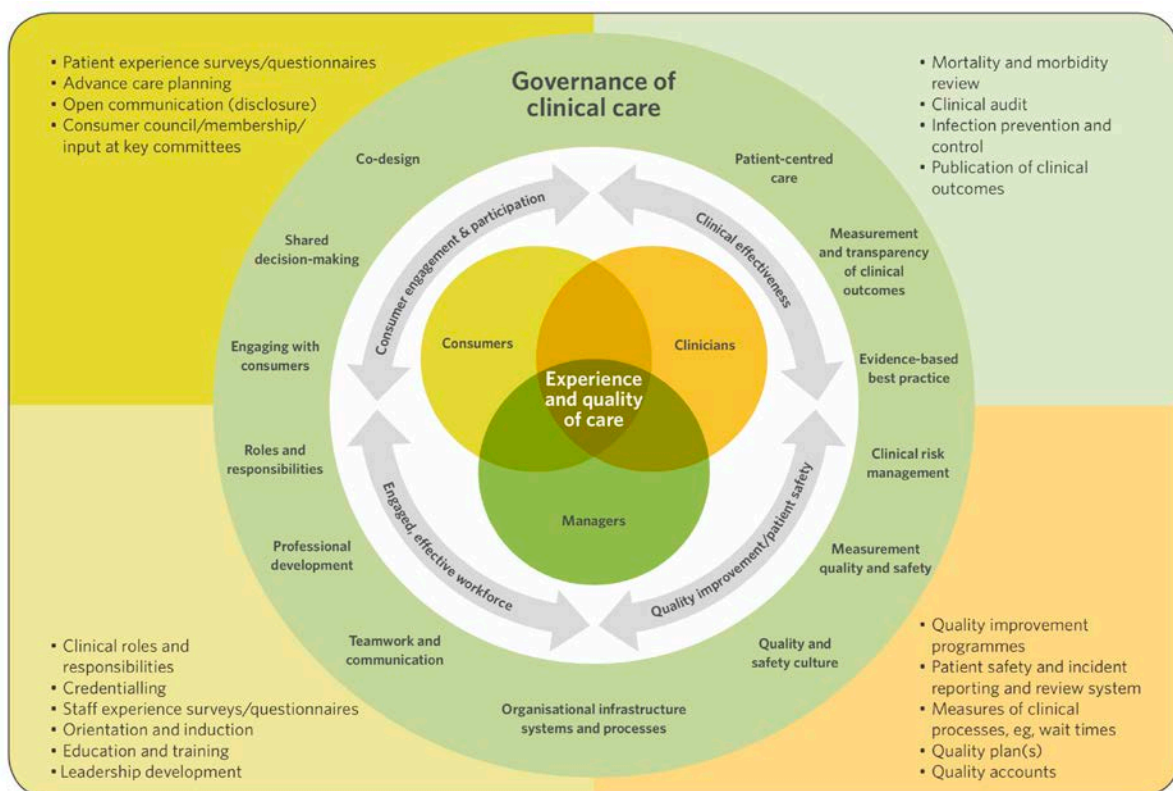 • Patient experience surveys/questionnaires
• Advance care planning
• Open communication (disclosure)
• Consumer council/membership/
input at key committees
Governance of
clinical care
• Mortality and morbidity
review
• Clinical audit
• Infection prevention and
control
• Publication of clinical
outcomes
Co-design
Patient-centred
care
Shared
decision-making
Measurement
and transparency
of clinical
outcomes
Engaging with
consumers
Evidence-based
best practice
Consumer engagement & participation
Clinical effectiveness
Consumers
Clinicians
Experience
and quality
of care
Managers
Engaged, effective workforce
Quality improvement/patient safety
Roles and
responsibilities
Clinical risk
management
Professional
development
Measurement
quality and safety
Teamwork and
communication
Quality and
safety culture
Organisational infrastructure
systems and processes
• Clinical roles and
responsibilities
• Credentialling
• Staff experience surveys/questionnaires
• Orientation and induction
• Education and training
• Leadership development
• Quality improvement
programmes
• Patient safety and incident
reporting and review system
• Measures of clinical
processes, eg, wait times
• Quality plan(s)
• Quality accounts